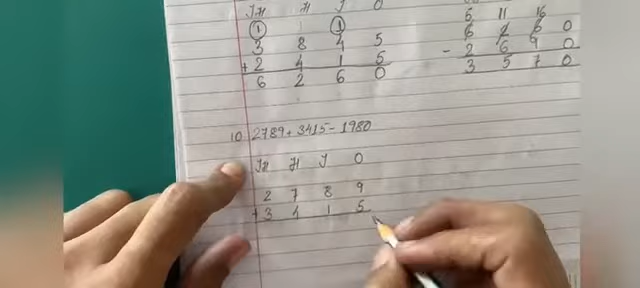 TH H T O
1 1
3 8 4 5
+ 2 4 1 5
6 2 6 0
5 11 16
6 2 6 0
- 2 6 9 0
3 5 7 0
10 2789 + 3415 - 1980
TH H T O
2 7 8 9
+ 3 4 1 5